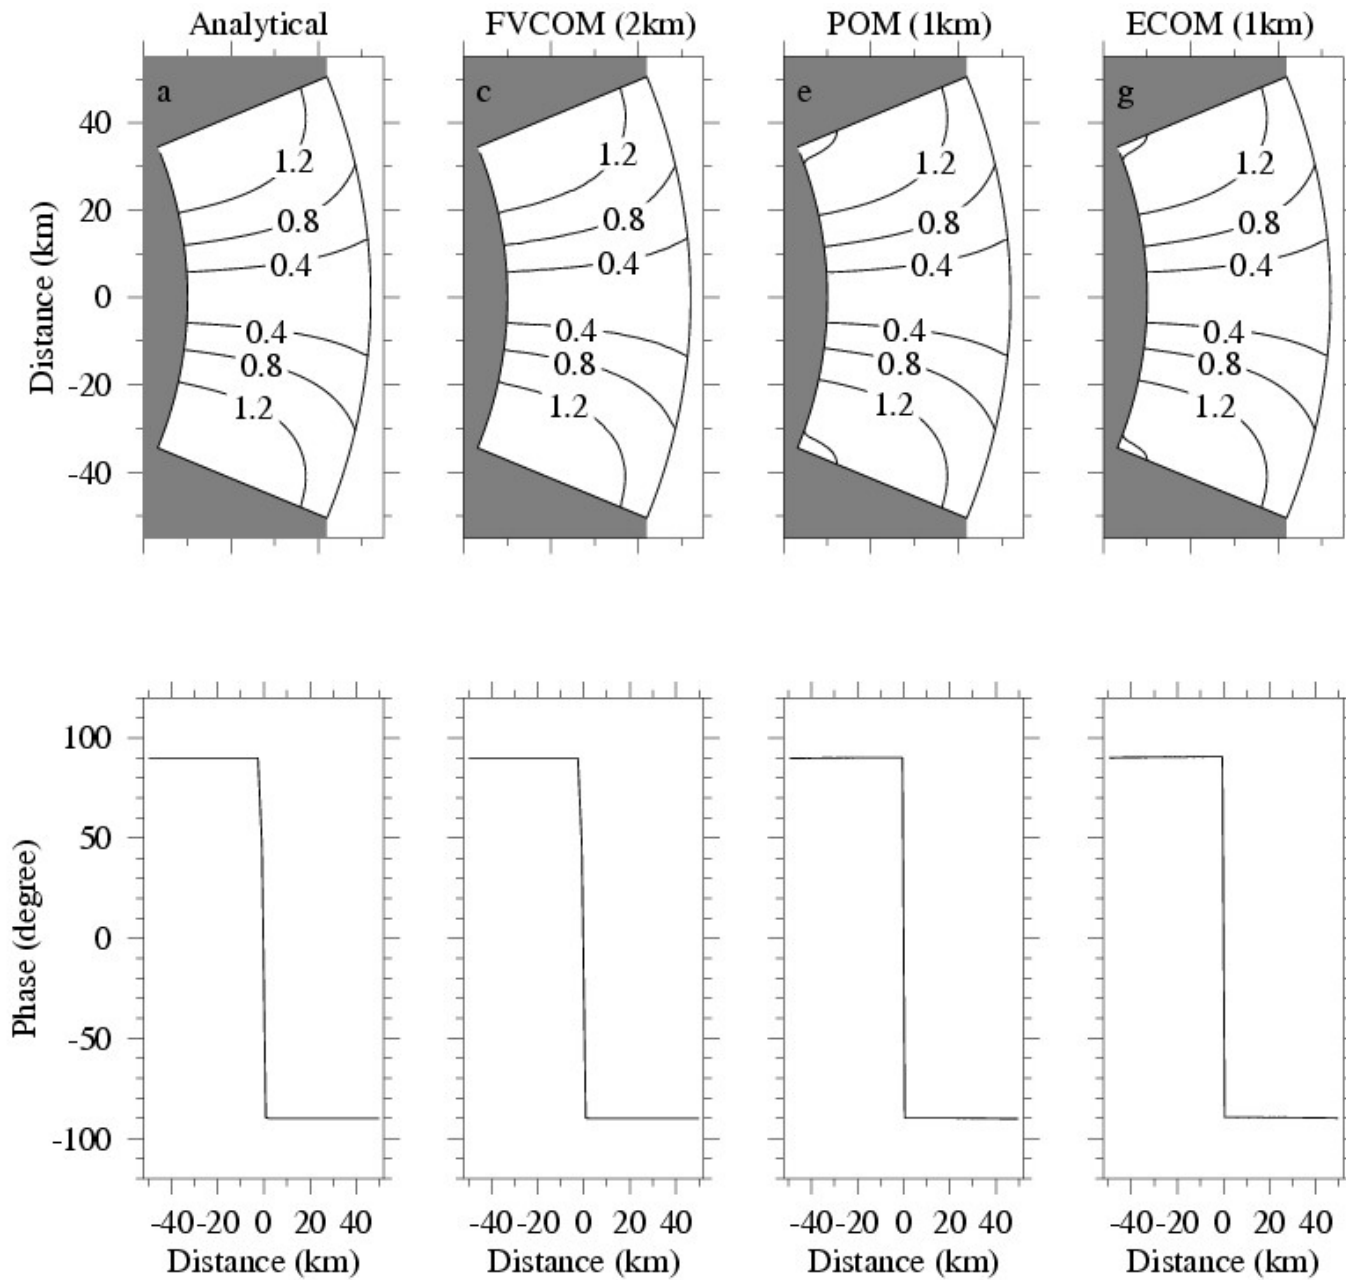 Analytical FVCOM (2km) POM (1km) ECOM (1km)
a c e g
40
1.2 1.2 1.2 1.2
20
0.8 0.8 0.8 0.8
0.4 0.4 0.4 0.4
0
Distance (km)
0.4 0.4 0.4 0.4
0.8 0.8 0.8 0.8
-20
1.2 1.2 1.2 1.2
-40
100
50
0
Phase (degree)
-50
-100
-40 -20 0 20 40 -40 -20 0 20 40 -40 -20 0 20 40 -40 -20 0 20 40
Distance (km) Distance (km) Distance (km) Distance (km)